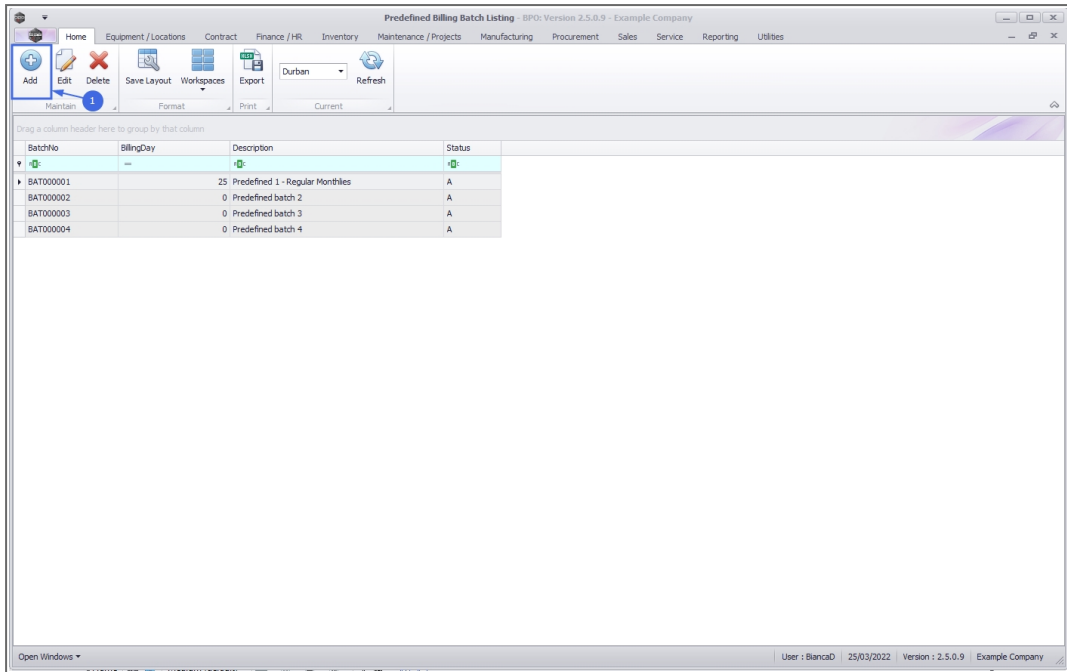 Predefined Billing Batch Listing - BPO: Version 2.5.0.9 - Example Company
Home Equipment / Locations Contract Finance / HR Inventory Maintenance / Projects Manufacturing Procurement Sales Service Reporting Utilities
Add Edit Delete Save Layout Workspaces Export Durban Refresh
1
Maintain Format Print Current
Drag a column header here to group by that column
BatchNo BillingDay Description Status
BAT000001 25 Predefined 1 - Regular Monthlies A
BAT000002 0 Predefined batch 2 A
BAT000003 0 Predefined batch 3 A
BAT000004 0 Predefined batch 4 A
Open Windows User : BiancaD 25/03/2022 Version : 2.5.0.9 Example Company